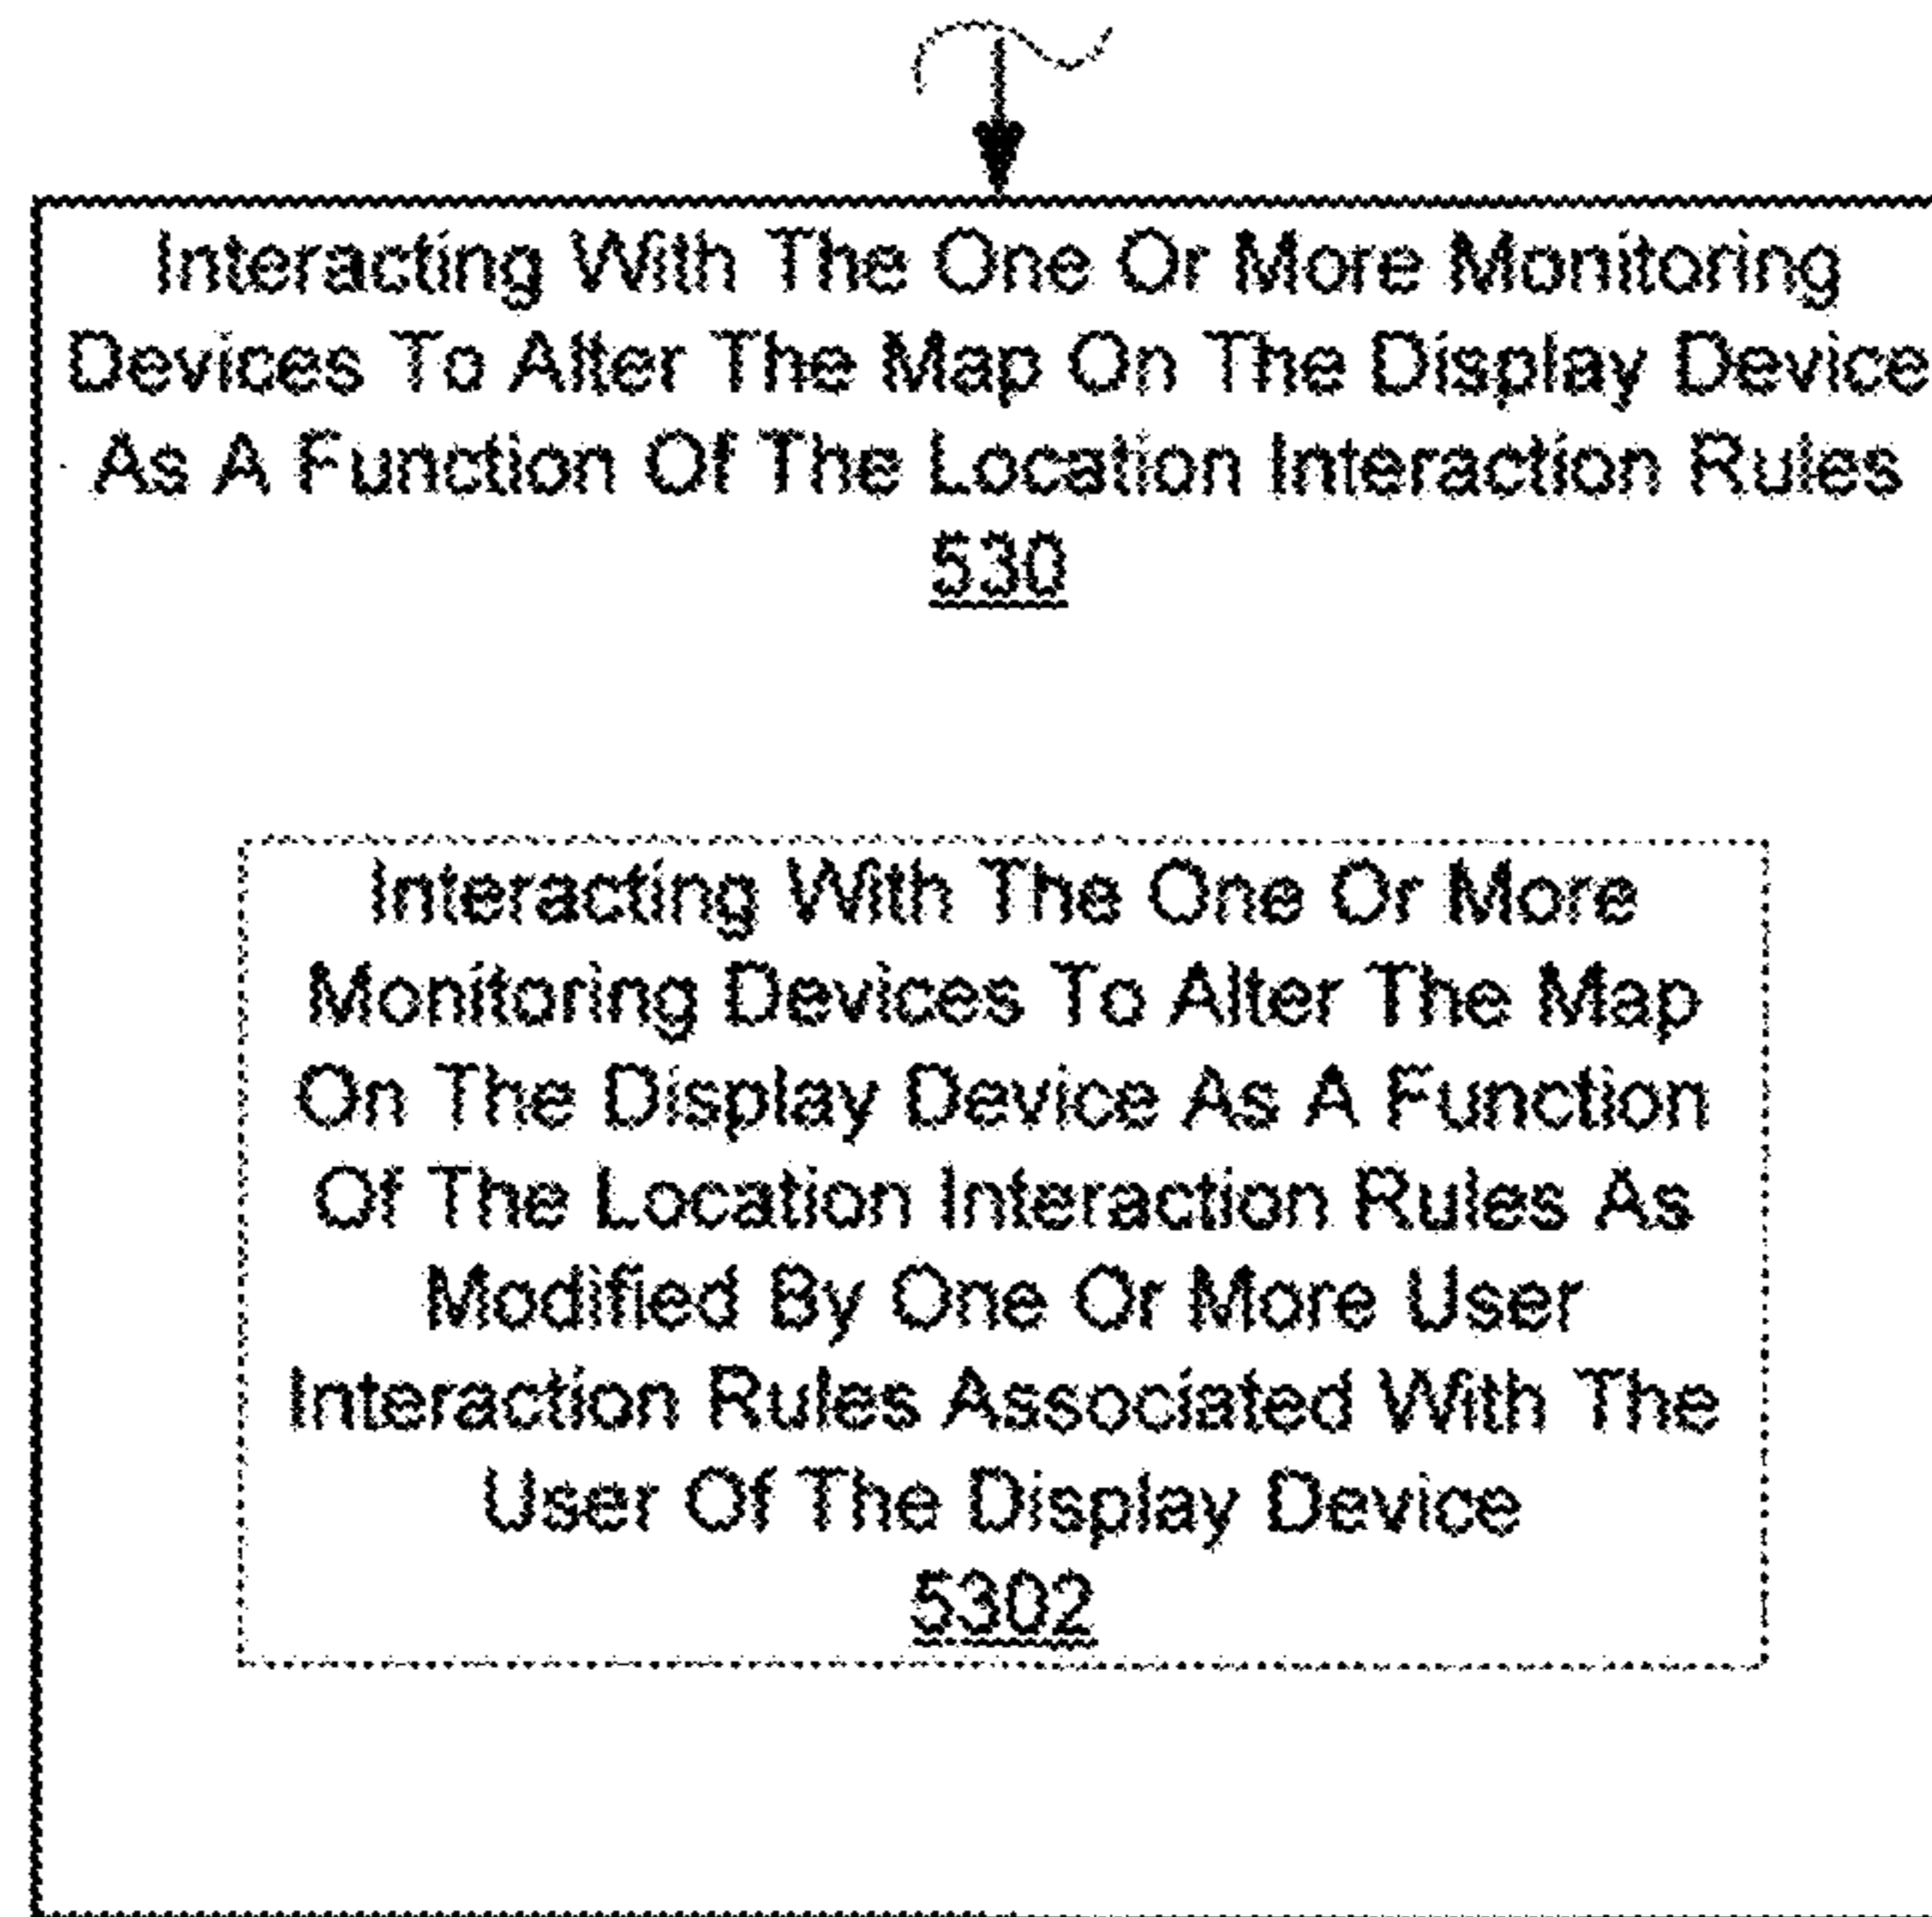 Interacting With The One Or More Monitoring
Devices To Alter The Map On The Display Device
As A Function Of The Location Interaction Rules
530
Interacting With The One Or More
Monitoring Devices To Alter The Map
On The Display Device As A Function
Of The Location Interaction Rules As
Modified By One Or More User
Interaction Rules Associated With The
User Of The Display Device
5302